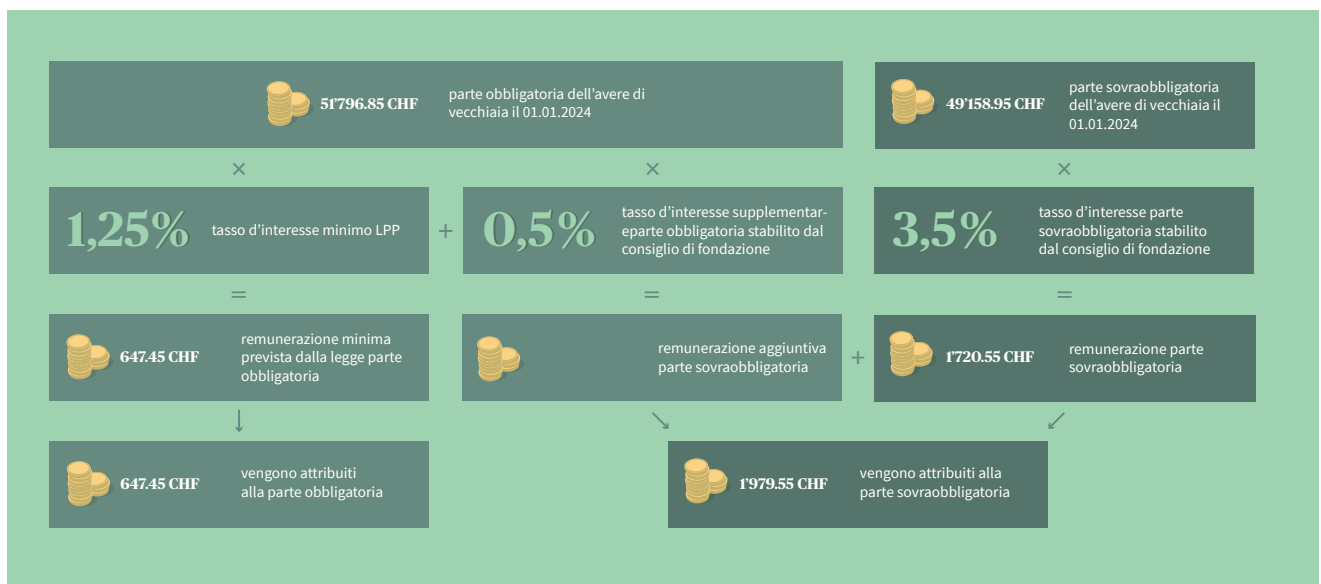 51'796.85 CHF
parte obbligatoria dell'avere di
vecchiaia il 01.01.2024
49'158.95 CHF
parte sovraobbligatoria
dell'avere di vecchiaia il
01.01.2024
×
×
×
1,25%
tasso d'interesse minimo LPP
+
0,5%
tasso d'interesse supplementar-
eparte obbligatoria stabilito dal
consiglio di fondazione
3,5%
tasso d'interesse parte
sovraobbligatoria stabilito
dal consiglio di fondazione
=
=
=
647.45 CHF
remunerazione minima
prevista dalla legge parte
obbligatoria
remunerazione aggiuntiva
parte sovraobbligatoria
+
1'720.55 CHF
remunerazione parte
sovraobbligatoria
647.45 CHF
vengono attribuiti
alla parte obbligatoria
1'979.55 CHF
vengono attribuiti alla
parte sovraobbligatoria